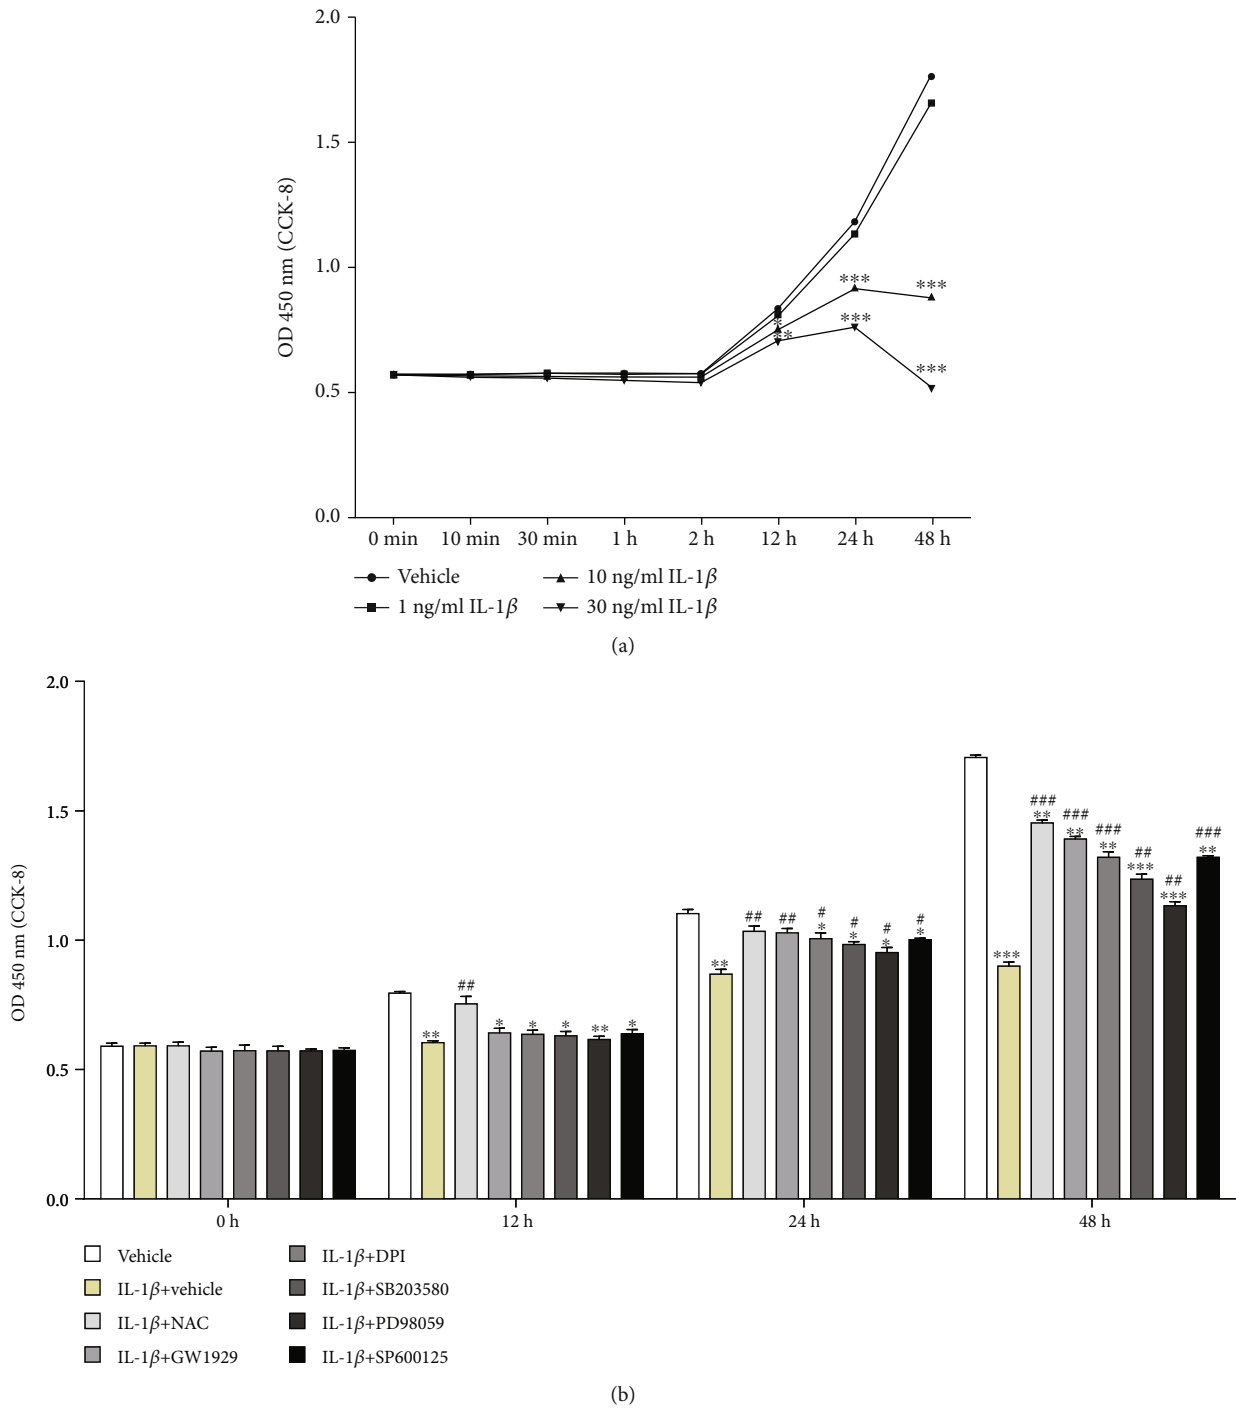 2.0
1.5
1.0
0.5
0.0
OD 450 nm (CCK-8)
***
***
*
**
***
***
0 min 10 min 30 min 1 h 2 h 12 h 24 h 48 h
Vehicle 10 ng/ml IL-1β
1 ng/ml IL-1β 30 ng/ml IL-1β
(a)
2.0
1.5
1.0
0.5
0.0
OD 450 nm (CCK-8)
** ## * * * ** *
** ## ## # * # * # * # *
*** ### ** ### ** ### ** ## *** ## *** ### **
0 h 12 h 24 h 48 h
Vehicle IL-1β+DPI
IL-1β+vehicle IL-1β+SB203580
IL-1β+NAC IL-1β+PD98059
IL-1β+GW1929 IL-1β+SP600125
(b)